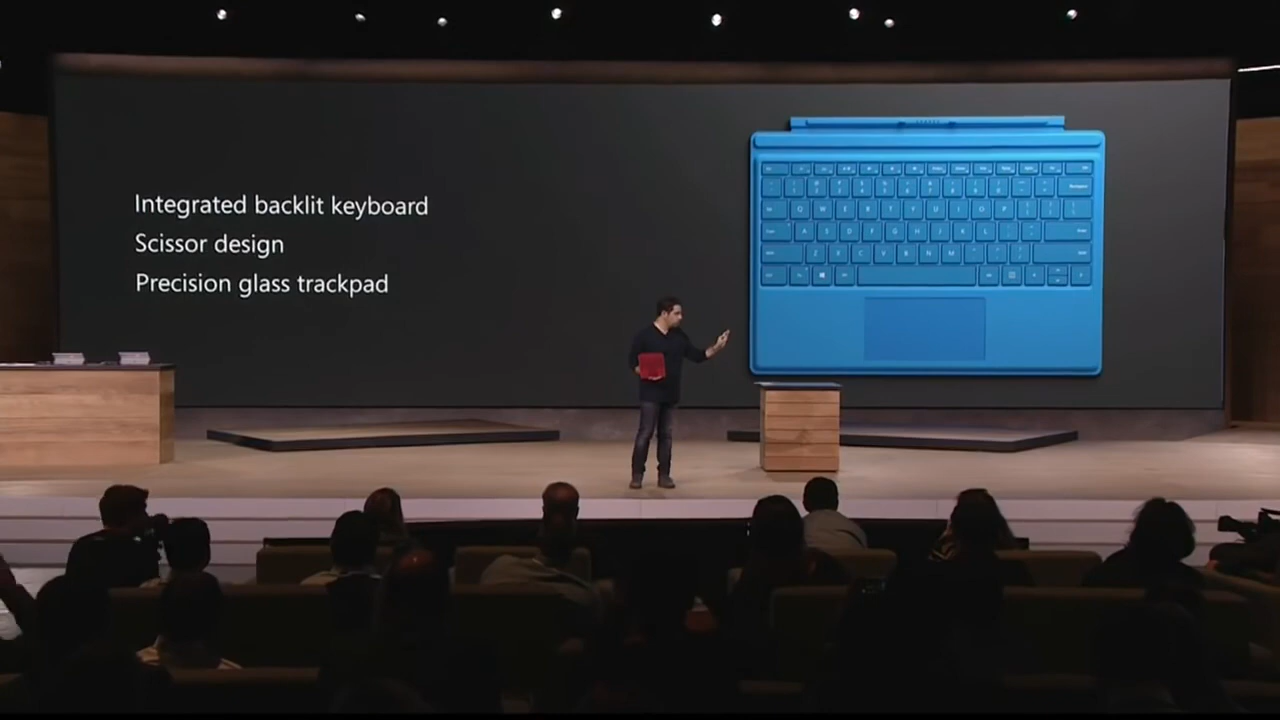 Integrated backlit keyboard
Scissor design
Precision glass trackpad
Q W E R T Y U I O P
A S D F G H J K L
Z X C V B N M